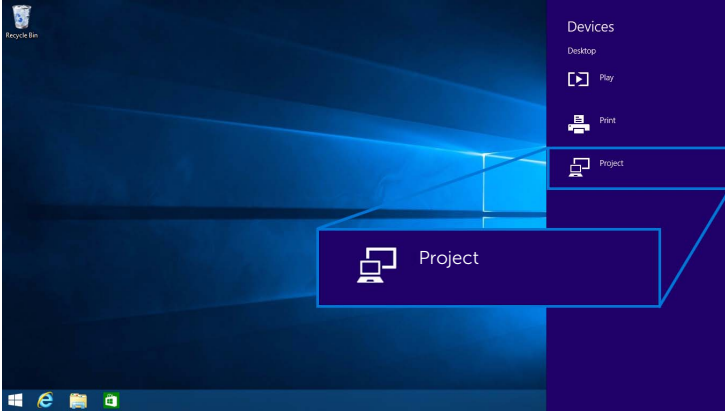 Recycle Bin
Devices
Desktop
Play
Print
Project
Project